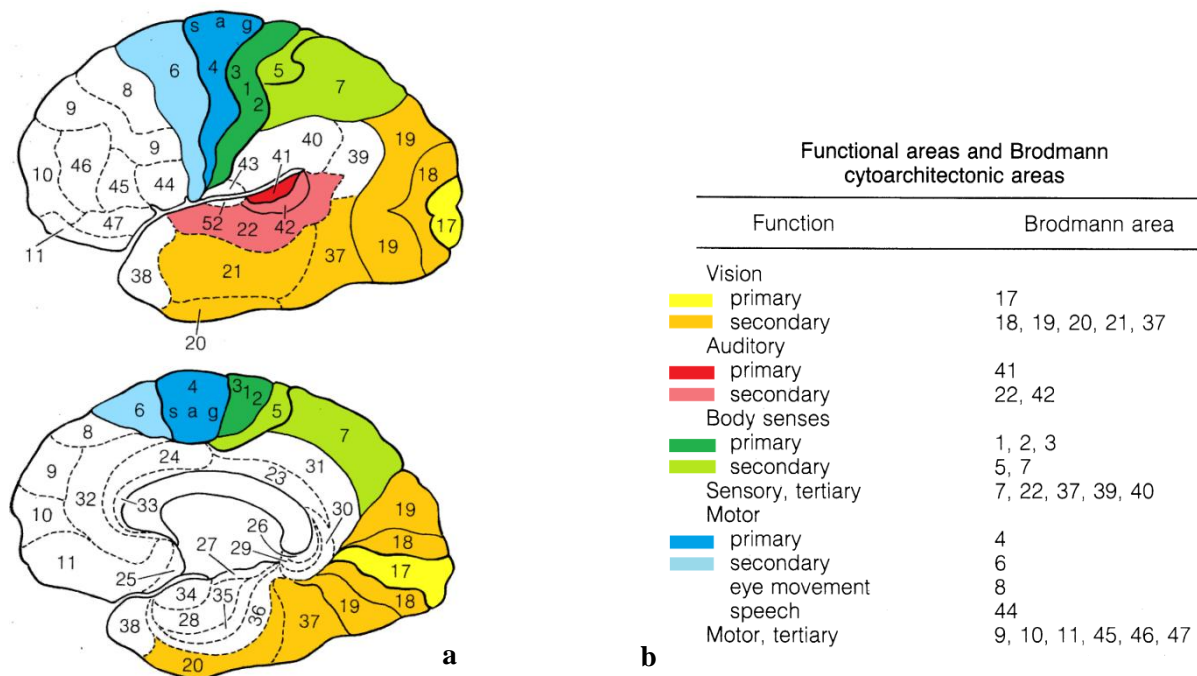 s a g
6
4
3
1
2
5
7
8
9
9
10
46
45
44
47
11
43
41
40
39
52
22
42
19
18
17
19
37
21
38
20
4
s a g
6
3 1 2
5
7
8
24
9
32
33
23
31
30
10
11
26
29
27
25
34
35
28
36
38
37
20
19
18
17
19
18
a
b
Functional areas and Brodmann
cytoarchitectonic areas
Function Brodmann area
Vision
primary 17
secondary 18, 19, 20, 21, 37
Auditory
primary 41
secondary 22, 42
Body senses
primary 1, 2, 3
secondary 5, 7
Sensory, tertiary 7, 22, 37, 39, 40
Motor
primary 4
secondary 6
eye movement 8
speech 44
Motor, tertiary 9, 10, 11, 45, 46, 47